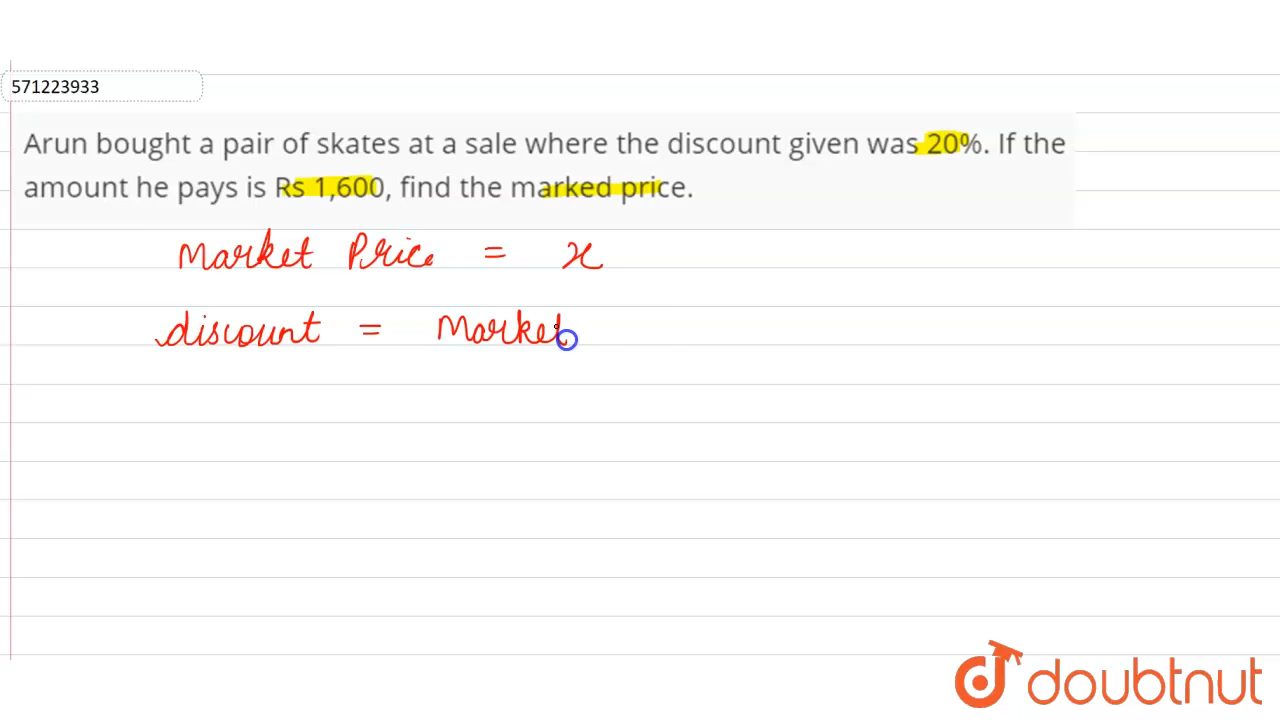 571223933
Arun bought a pair of skates at a sale where the discount given was 20%. If the
amount he pays is Rs 1,600, find the marked price.
Market Price = x
discount = Market
doubtnut